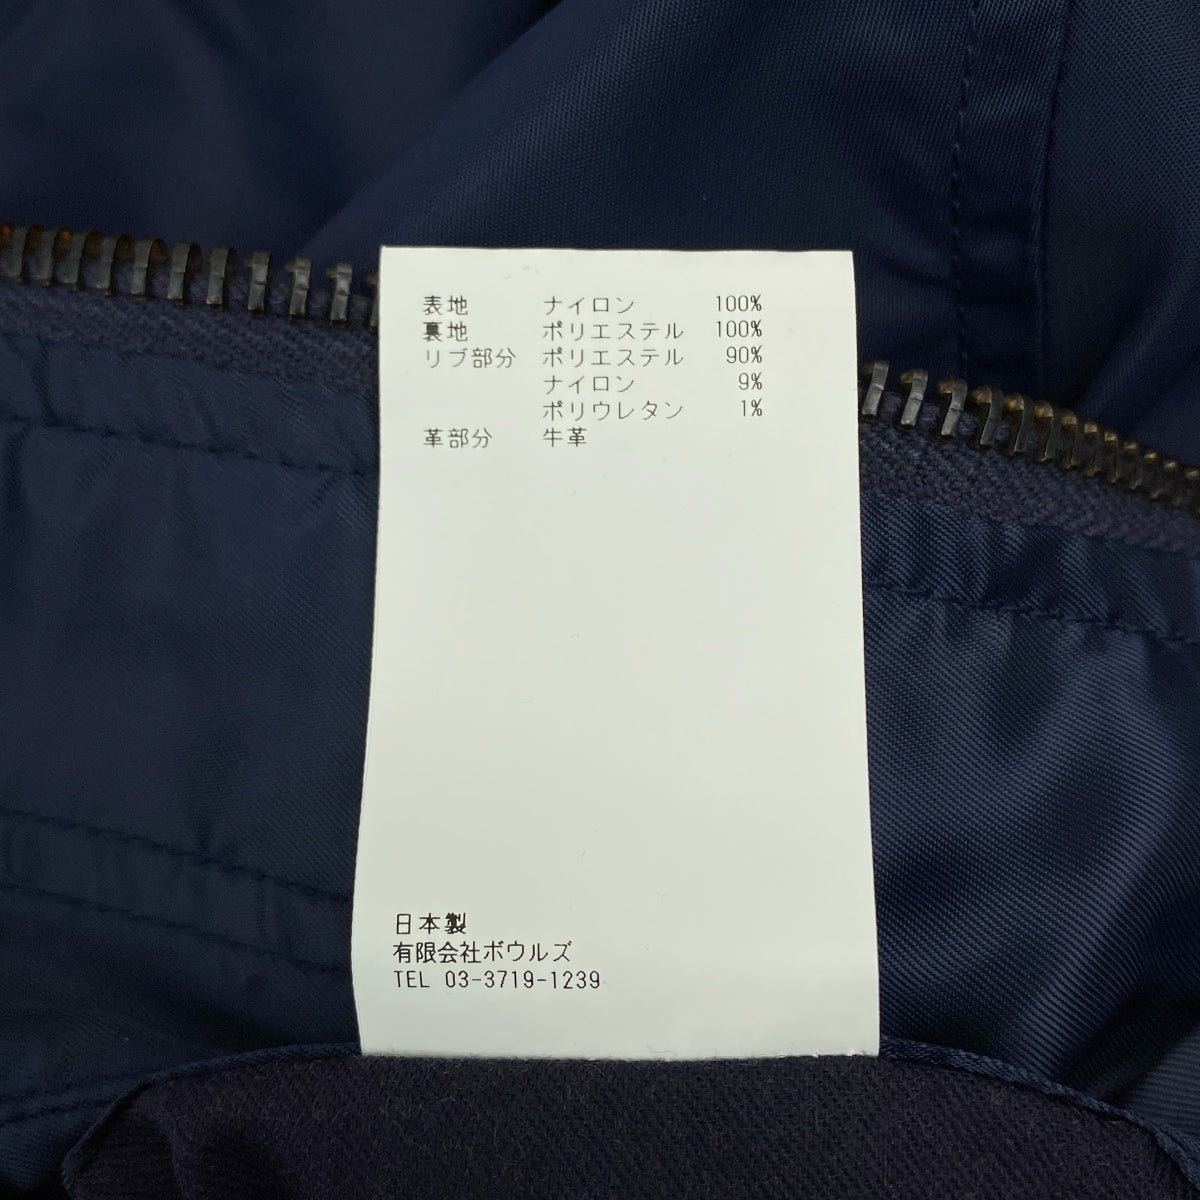 表地 ナイロン 100%
裏地 ポリエステル 100%
リブ部分 ポリエステル 90%
ナイロン 9%
ポリウレタン 1%
革部分 牛革
日本製
有限会社ボウルズ
TEL 03-3719-1239